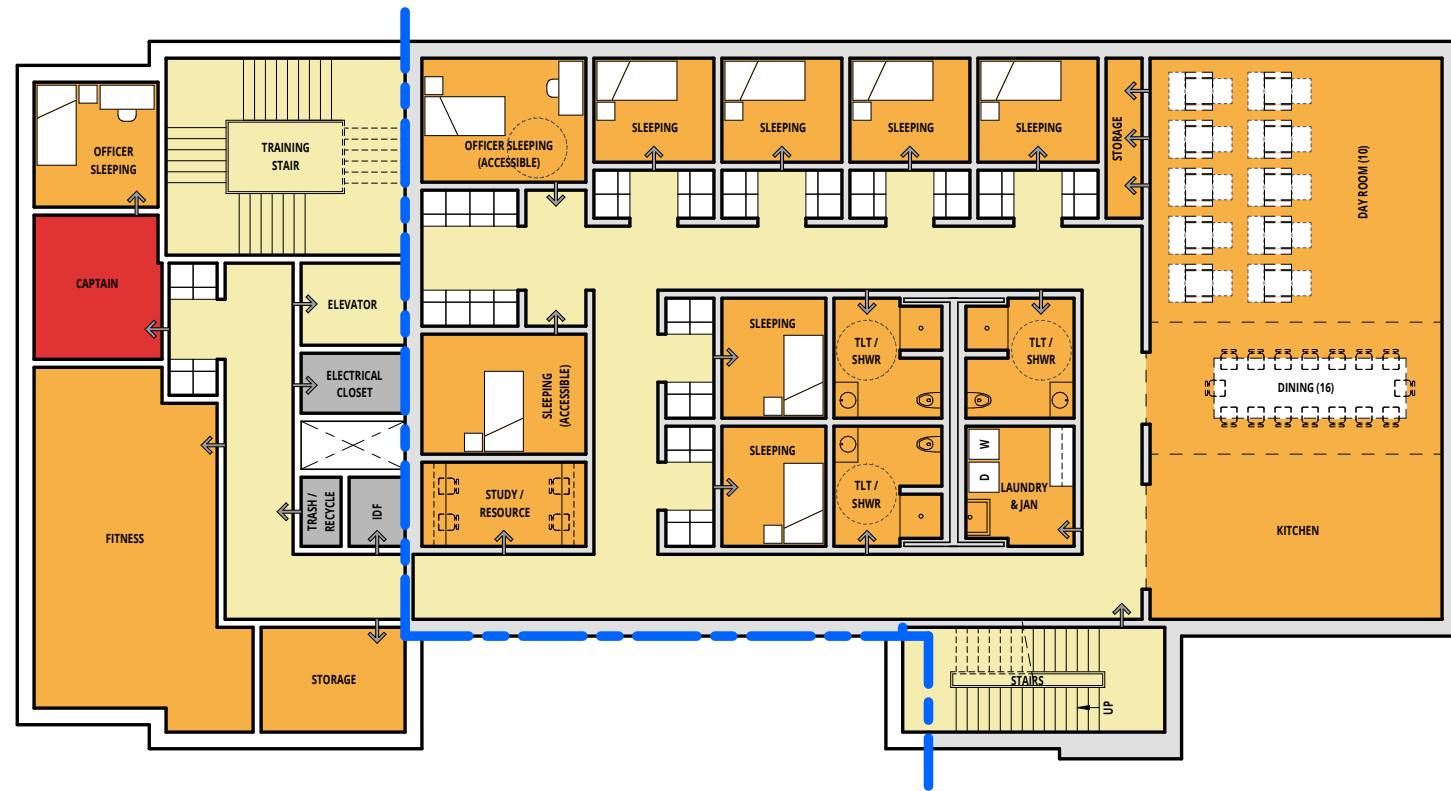 OFFICER
SLEEPING
TRAINING
STAIR
OFFICER SLEEPING
(ACCESSIBLE)
SLEEPING
SLEEPING
SLEEPING
SLEEPING
STORAGE
DAY ROOM (10)
CAPTAIN
ELEVATOR
ELECTRICAL
CLOSET
SLEEPING
(ACCESSIBLE)
SLEEPING
TLT /
SHWR
TLT /
SHWR
DINING (16)
FITNESS
TRASH /
RECYCLE
IDF
STUDY /
RESOURCE
SLEEPING
TLT /
SHWR
W
D
LAUNDRY
& JAN
KITCHEN
STORAGE
STAIRS
UP